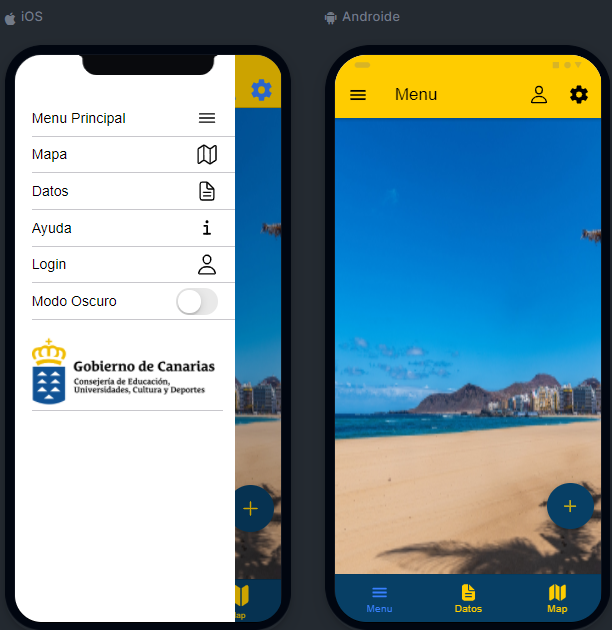 iOS
Androide
Menu Principal
Mapa
Datos
Ayuda
Login
Modo Oscuro
Gobierno de Canarias
Consejería de Educación,
Universidades, Cultura y Deportes
Menu
Menu
Datos
Map